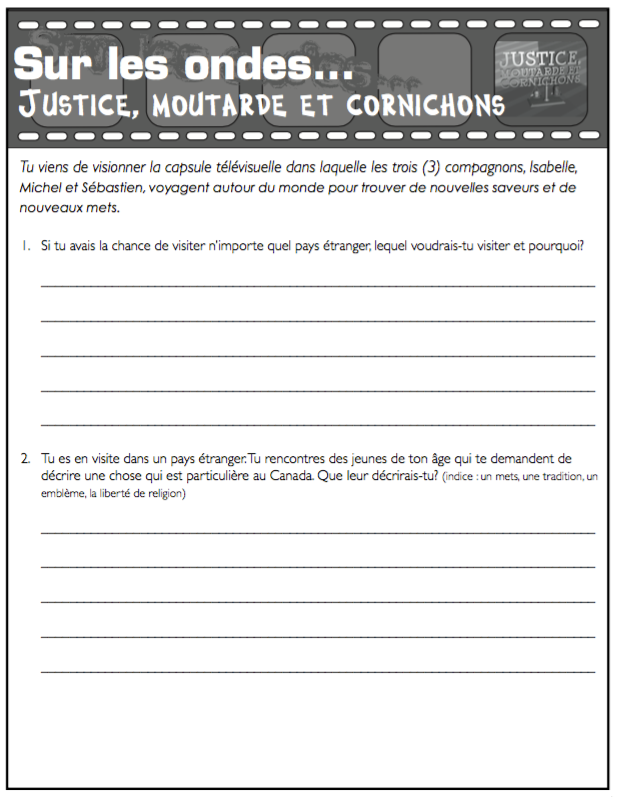 Sur les ondes...
JUSTICE,
MOUTARDE ET
CORNICHONS
JUSTICE, MOUTARDE ET CORNICHONS
Tu viens de visionner la capsule télévisuelle dans laquelle les trois (3) compagnons, Isabelle,
Michel et Sébastien, voyagent autour du monde pour trouver de nouvelles saveurs et de
nouveaux mets.
1. Si tu avais la chance de visiter n'importe quel pays étranger, lequel voudrais-tu visiter et pourquoi?
2. Tu es en visite dans un pays étranger. Tu rencontres des jeunes de ton âge qui te demandent de
décrire une chose qui est particulière au Canada. Que leur décrirais-tu? (indice : un mets, une tradition, un
emblème, la liberté de religion)